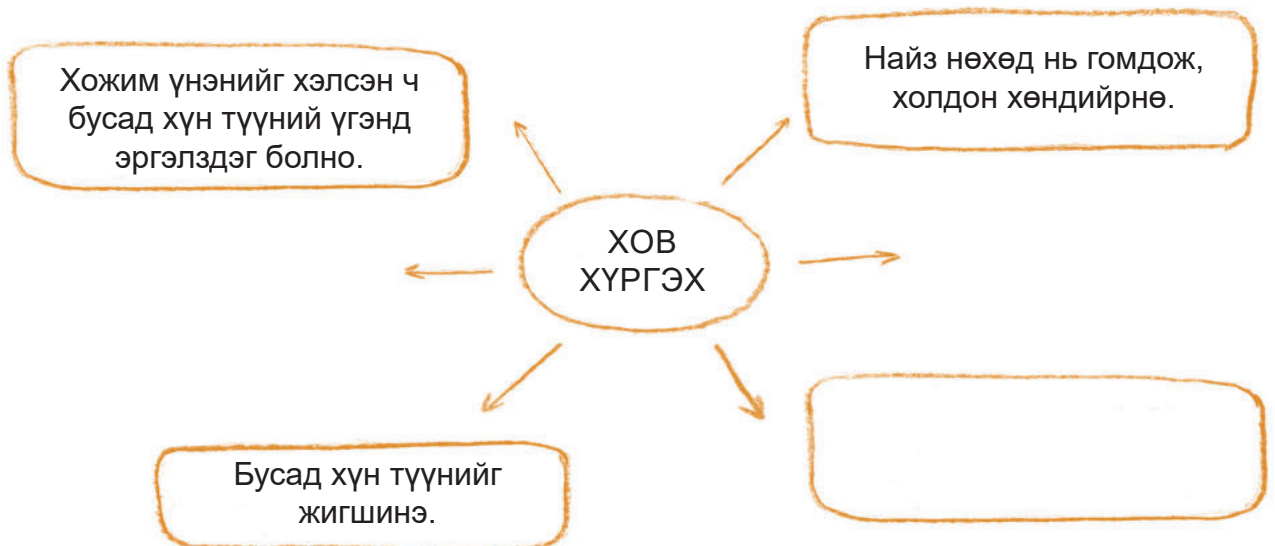 Хожим үнэнийг хэлсэн ч
бусад хүн түүний үгэнд
эргэлздэг болно.
Найз нөхөд нь гомдож,
холдон хөндийрнө.
ХОВ
ХҮРГЭХ
Бусад хүн түүнийг
жигшинэ.